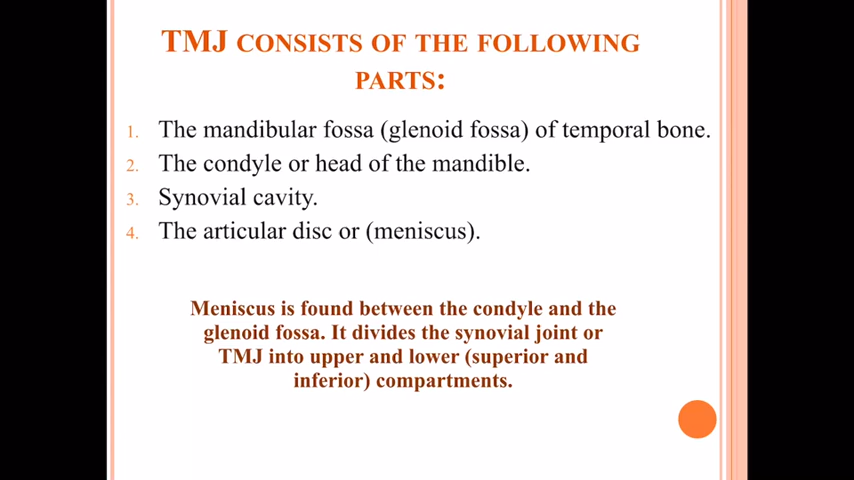 TMJ CONSISTS OF THE FOLLOWING
PARTS:
1. The mandibular fossa (glenoid fossa) of temporal bone.
2. The condyle or head of the mandible.
3. Synovial cavity.
4. The articular disc or (meniscus).
Meniscus is found between the condyle and the
glenoid fossa. It divides the synovial joint or
TMJ into upper and lower (superior and
inferior) compartments.